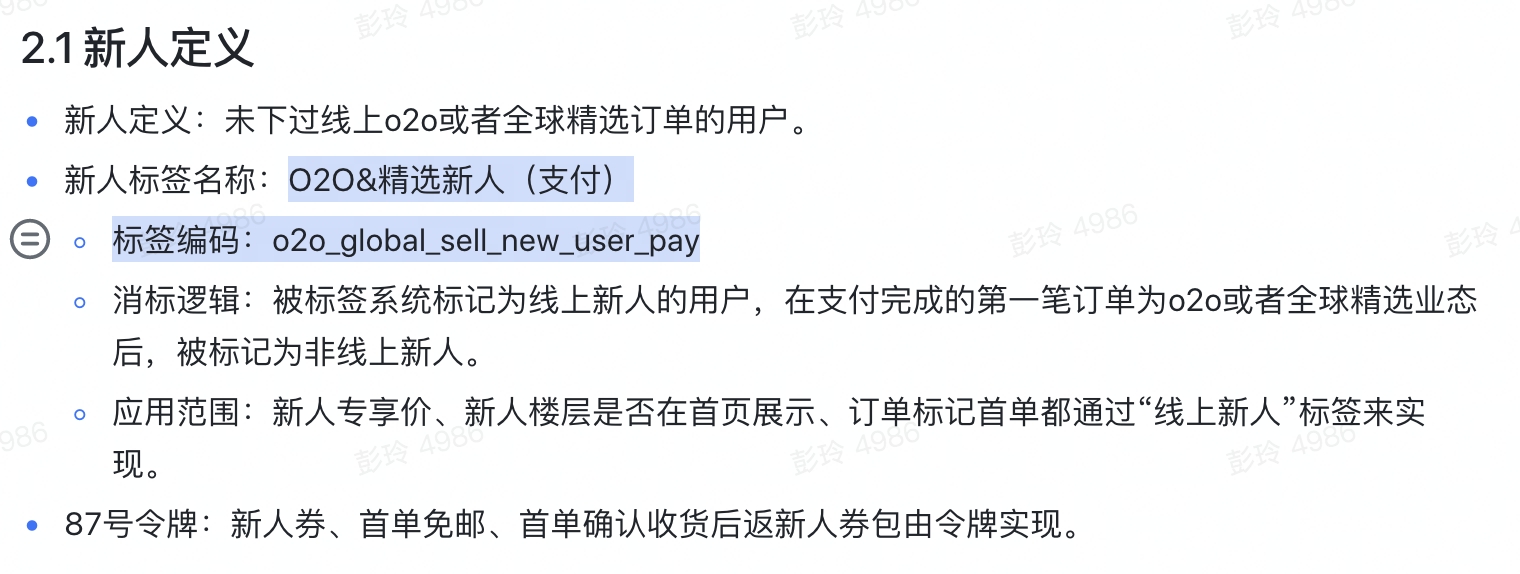 2.1 新人定义
新人定义：未下过线上o2o或者全球精选订单的用户。
新人标签名称：O2O&精选新人（支付）
标签编码：o2o_global_sell_new_user_pay
消标逻辑：被标签系统标记为线上新人的用户，在支付完成的第一笔订单为o2o或者全球精选业态
后，被标记为非线上新人。
应用范围：新人专享价、新人楼层是否在首页展示、订单标记首单都通过“线上新人”标签来实
现。
87号令牌：新人券、首单免邮、首单确认收货后返新人券包由令牌实现。
彭玲 4986